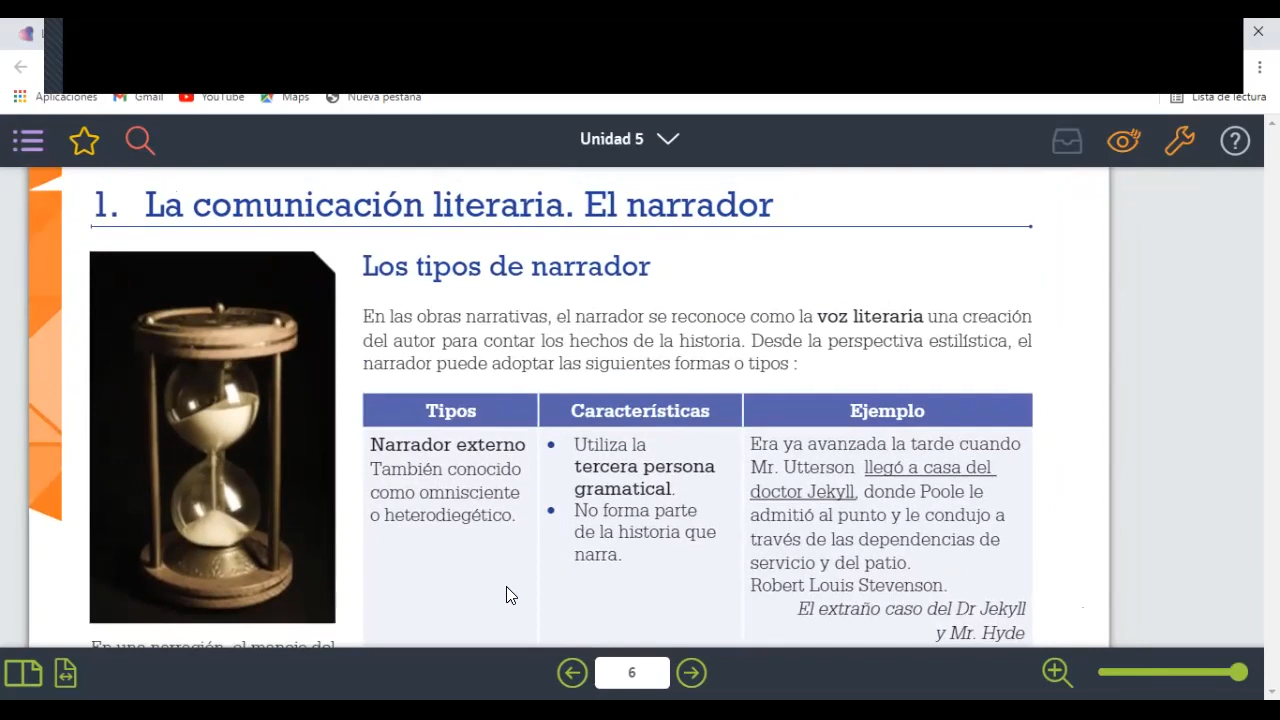 Aplicaciones Gmail YouTube Maps Nueva pestaña Lista de lectura
Unidad 5
1. La comunicación literaria. El narrador
Los tipos de narrador
En las obras narrativas, el narrador se reconoce como la voz literaria una creación
del autor para contar los hechos de la historia. Desde la perspectiva estilística, el
narrador puede adoptar las siguientes formas o tipos :
Tipos Características Ejemplo
Narrador externo
También conocido
como omnisciente
o heterodiegético.
• Utiliza la
tercera persona
gramatical.
• No forma parte
de la historia que
narra.
Era ya avanzada la tarde cuando
Mr. Utterson llegó a casa del
doctor Jekyll, donde Poole le
admitió al punto y le condujo a
través de las dependencias de
servicio y del patio.
Robert Louis Stevenson.
El extraño caso del Dr Jekyll
y Mr. Hyde
En una narración, el manejo del
6